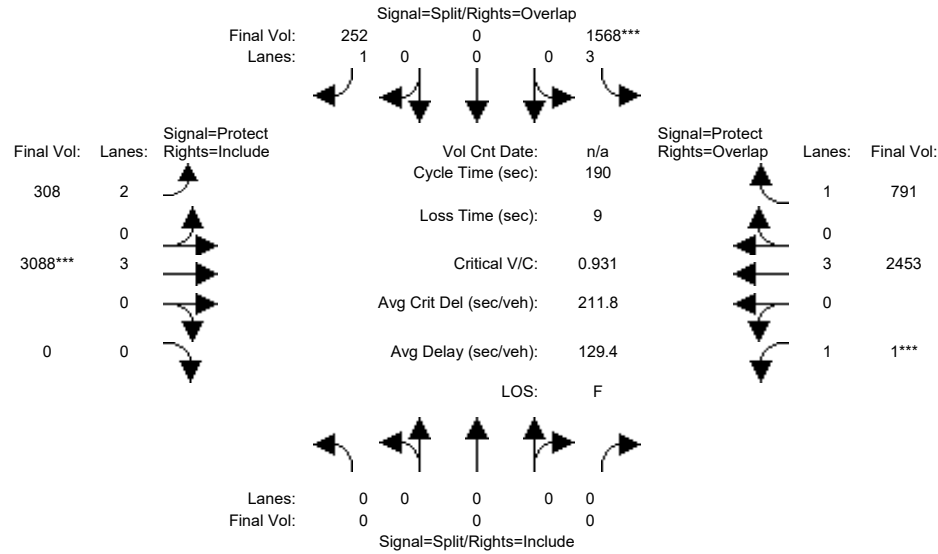 Signal=Split/Rights=Overlap
Final Vol: 252 0 1568***
Lanes: 1 0 0 0 3
Signal=Protect Signal=Protect
Final Vol: Lanes: Rights=Include Vol Cnt Date: n/a Rights=Overlap Lanes: Final Vol:
Cycle Time (sec): 190
308 2 1 791
Loss Time (sec): 9
0 0
3088*** 3 Critical V/C: 0.931 3 2453
0 Avg Crit Del (sec/veh): 211.8 0
0 0 Avg Delay (sec/veh): 129.4 1 1***
LOS: F
Lanes: 0 0 0 0 0
Final Vol: 0 0 0
Signal=Split/Rights=Include